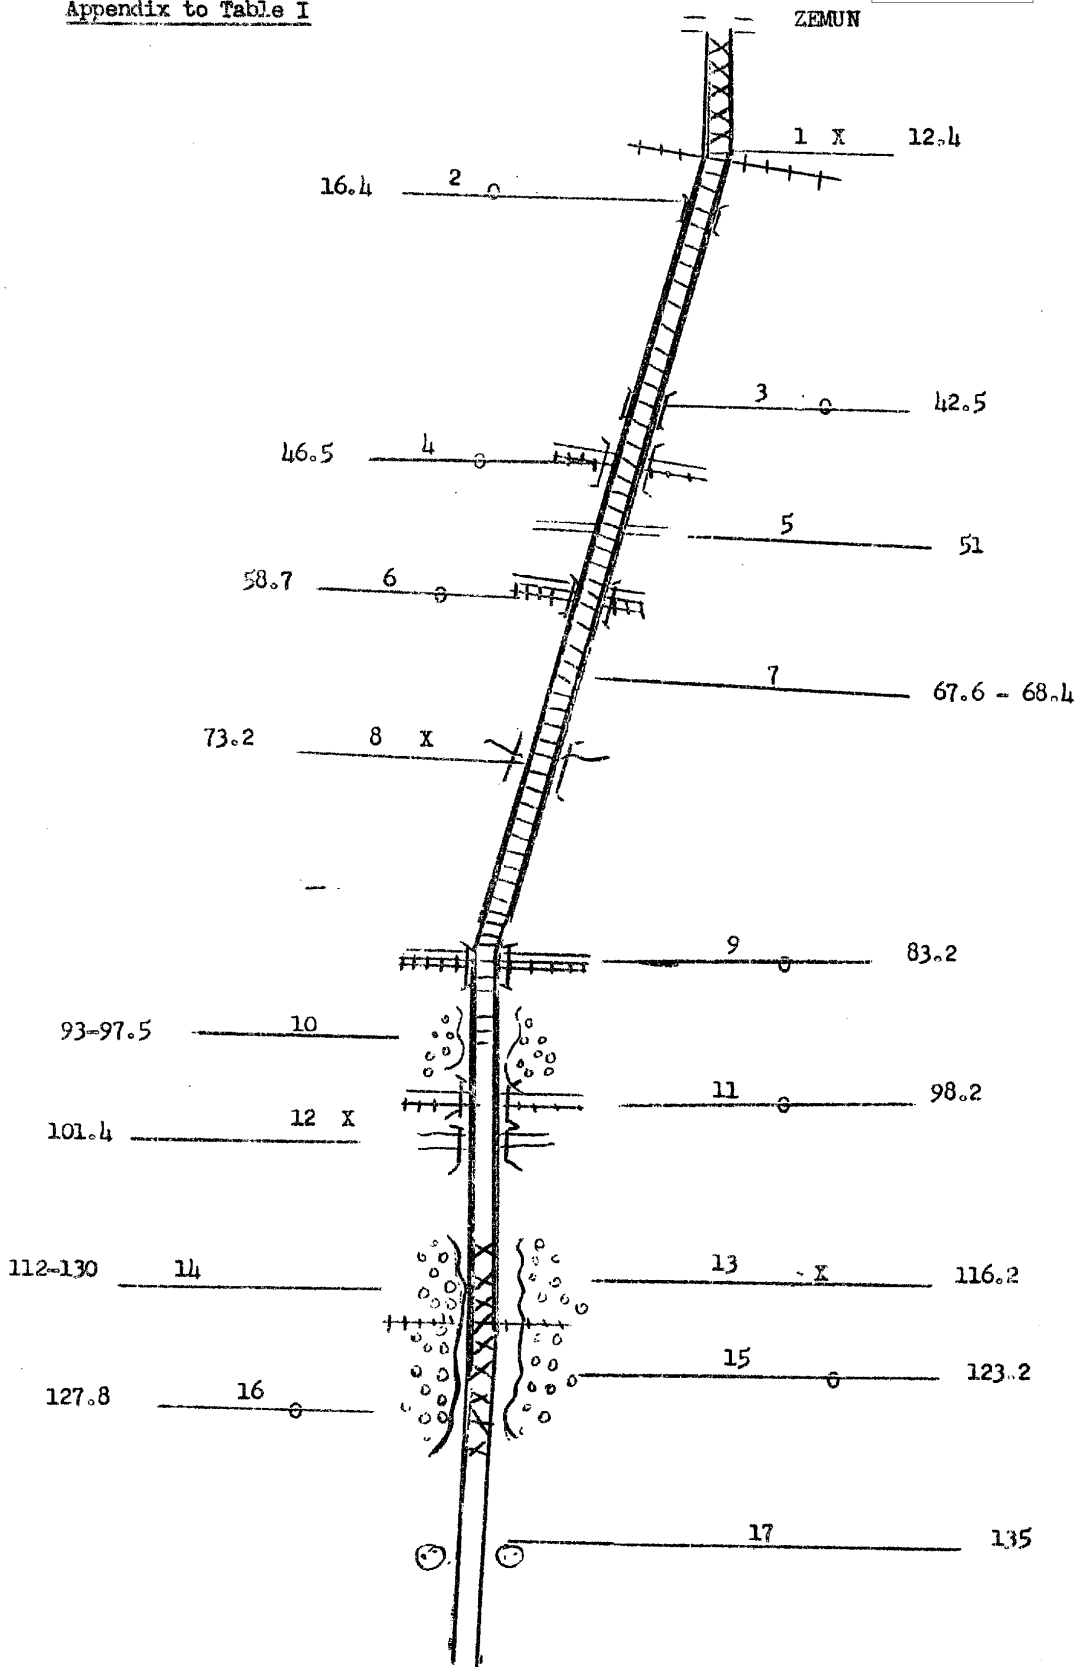 Appendix to Table I
ZEMUN
1 X 12.4
16.4 2
3 42.5
46.5 4
5 51
58.7 6
7 67.6 - 68.4
73.2 8 X
9 83.2
93-97.5 10
11 98.2
101.4 12 X
112-130 14
13 - X 116.2
15 123.2
127.8 16
17 135